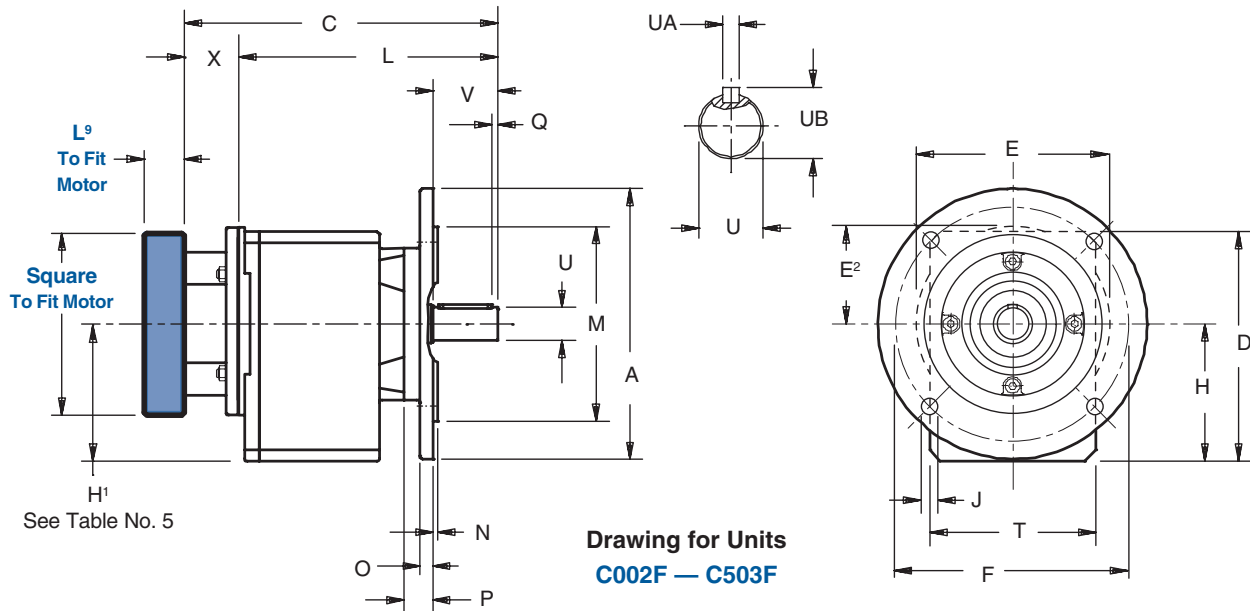 C
UA
X
L
V
Q
UB
L⁹
To Fit
Motor
E
U
E²
Square
To Fit Motor
U
M
A
D
H
H¹
See Table No. 5
J
N
T
O
Drawing for Units
C002F — C503F
F
P